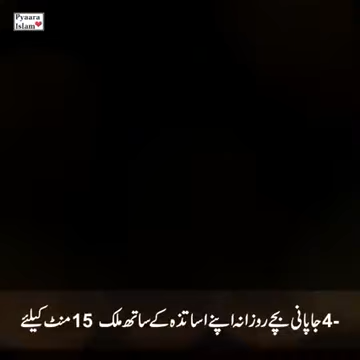 Pyaara
Islam
4- جاپانی بچے روزانہ اپنے اساتذہ کے ساتھ ملک 15 منٹ کیلئے